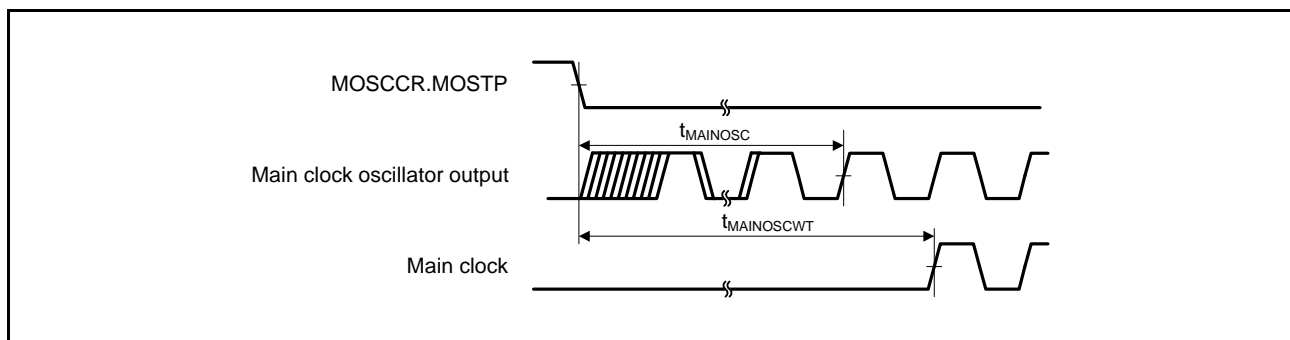 MOSCCR.MOSTP
tMAINOSC
Main clock oscillator output
tMAINOSCWT
Main clock